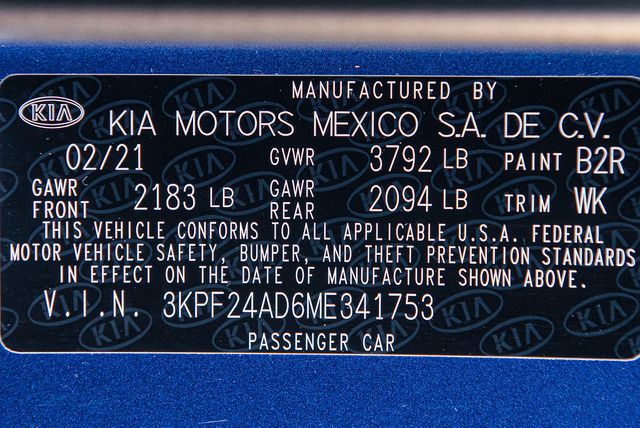 MANUFACTURED BY
KIA KIA MOTORS MEXICO S.A. DE C.V.
02/21 GVWR 3792 LB PAINT B2R
GAWR FRONT 2183 LB GAWR REAR 2094 LB TRIM WK
THIS VEHICLE CONFORMS TO ALL APPLICABLE U.S.A. FEDERAL
MOTOR VEHICLE SAFETY, BUMPER, AND THEFT PREVENTION STANDARDS
IN EFFECT ON THE DATE OF MANUFACTURE SHOWN ABOVE.
V.I.N. 3KPF24AD6ME341753
PASSENGER CAR